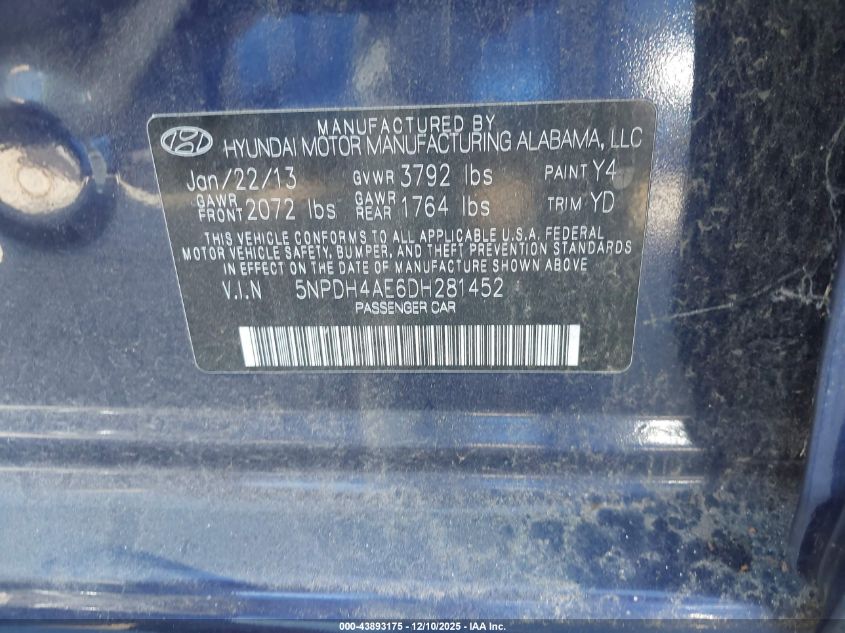 MANUFACTURED BY
HYUNDAI MOTOR MANUFACTURING ALABAMA, LLC
Jan/22/13 GVWR 3792 lbs PAINT Y4
GAWR FRONT 2072 lbs GAWR REAR 1764 lbs TRIM YD
THIS VEHICLE CONFORMS TO ALL APPLICABLE U.S.A. FEDERAL
MOTOR VEHICLE SAFETY, BUMPER, AND THEFT PREVENTION STANDARDS
IN EFFECT ON THE DATE OF MANUFACTURE SHOWN ABOVE
V.I.N 5NPDH4AE6DH281452
PASSENGER CAR
000-43893175 - 12/10/2025 - IAA Inc.